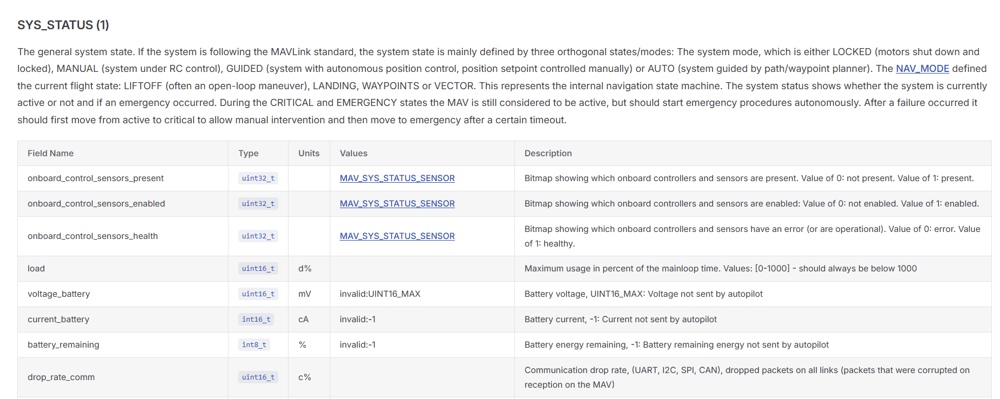 SYS_STATUS (1)
The general system state. If the system is following the MAVLink standard, the system state is mainly defined by three orthogonal states/modes: The system mode, which is either LOCKED (motors shut down and
locked), MANUAL (system under RC control), GUIDED (system with autonomous position control, position setpoint controlled manually) or AUTO (system guided by path/waypoint planner). The NAV_MODE defined
the current flight state: LIFTOFF (often an open-loop maneuver), LANDING, WAYPOINTS or VECTOR. This represents the internal navigation state machine. The system status shows whether the system is currently
active or not and if an emergency occurred. During the CRITICAL and EMERGENCY states the MAV is still considered to be active, but should start emergency procedures autonomously. After a failure occurred it
should first move from active to critical to allow manual intervention and then move to emergency after a certain timeout.
Field Name Type Units Values Description
onboard_control_sensors_present uint32_t MAV_SYS_STATUS_SENSOR Bitmap showing which onboard controllers and sensors are present. Value of 0: not present. Value of 1: present.
onboard_control_sensors_enabled uint32_t MAV_SYS_STATUS_SENSOR Bitmap showing which onboard controllers and sensors are enabled: Value of 0: not enabled. Value of 1: enabled.
onboard_control_sensors_health uint32_t MAV_SYS_STATUS_SENSOR Bitmap showing which onboard controllers and sensors have an error (or are operational). Value of 0: error. Value
of 1: healthy.
load uint16_t d% Maximum usage in percent of the mainloop time. Values: [0-1000] - should always be below 1000
voltage_battery uint16_t mV invalid:UINT16_MAX Battery voltage, UINT16_MAX: Voltage not sent by autopilot
current_battery int16_t cA invalid:-1 Battery current, -1: Current not sent by autopilot
battery_remaining int8_t % invalid:-1 Battery energy remaining, -1: Battery remaining energy not sent by autopilot
drop_rate_comm uint16_t c% Communication drop rate, (UART, I2C, SPI, CAN), dropped packets on all links (packets that were corrupted on
reception on the MAV)